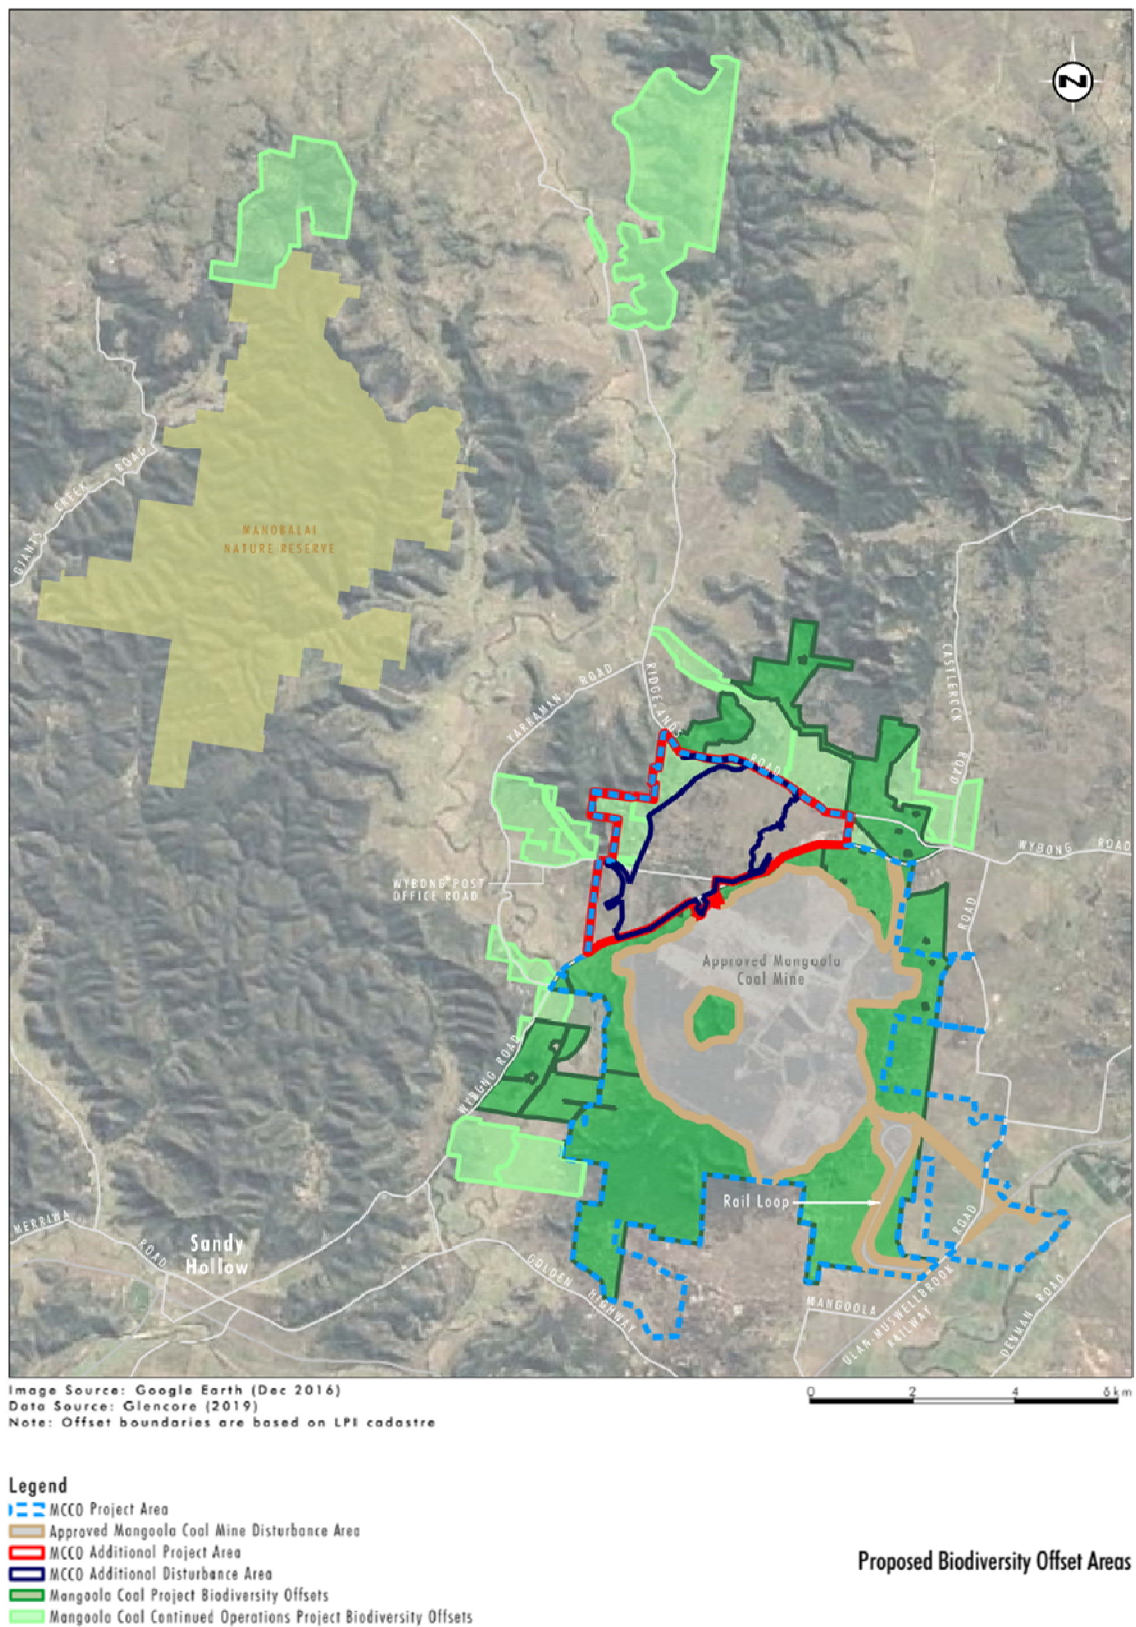 N
GIANTS CREEK ROAD
MANOBALAI
NATURE RESERVE
YARRAMAN ROAD
RIDGELANDS
ROAD
CASTLEROCK
ROAD
WYBONG ROAD
WYBONG POST
OFFICE ROAD
ROAD
Approved Mangoola
Coal Mine
WYBONG ROAD
Rail Loop
ROAD
MERRIWA
ROAD
Sandy
Hollow
GOLDEN
HIGHWAY
MANGOOLA
ULAN-MUSWELLBROOK
RAILWAY
DENMAN ROAD
Image Source: Google Earth (Dec 2016)
Data Source: Glencore (2019)
Note: Offset boundaries are based on LPI cadastre
0 2 4 6km
Legend
MCCO Project Area
Approved Mangoola Coal Mine Disturbance Area
MCCO Additional Project Area
MCCO Additional Disturbance Area
Mangoola Coal Project Biodiversity Offsets
Mangoola Coal Continued Operations Project Biodiversity Offsets
Proposed Biodiversity Offset Areas